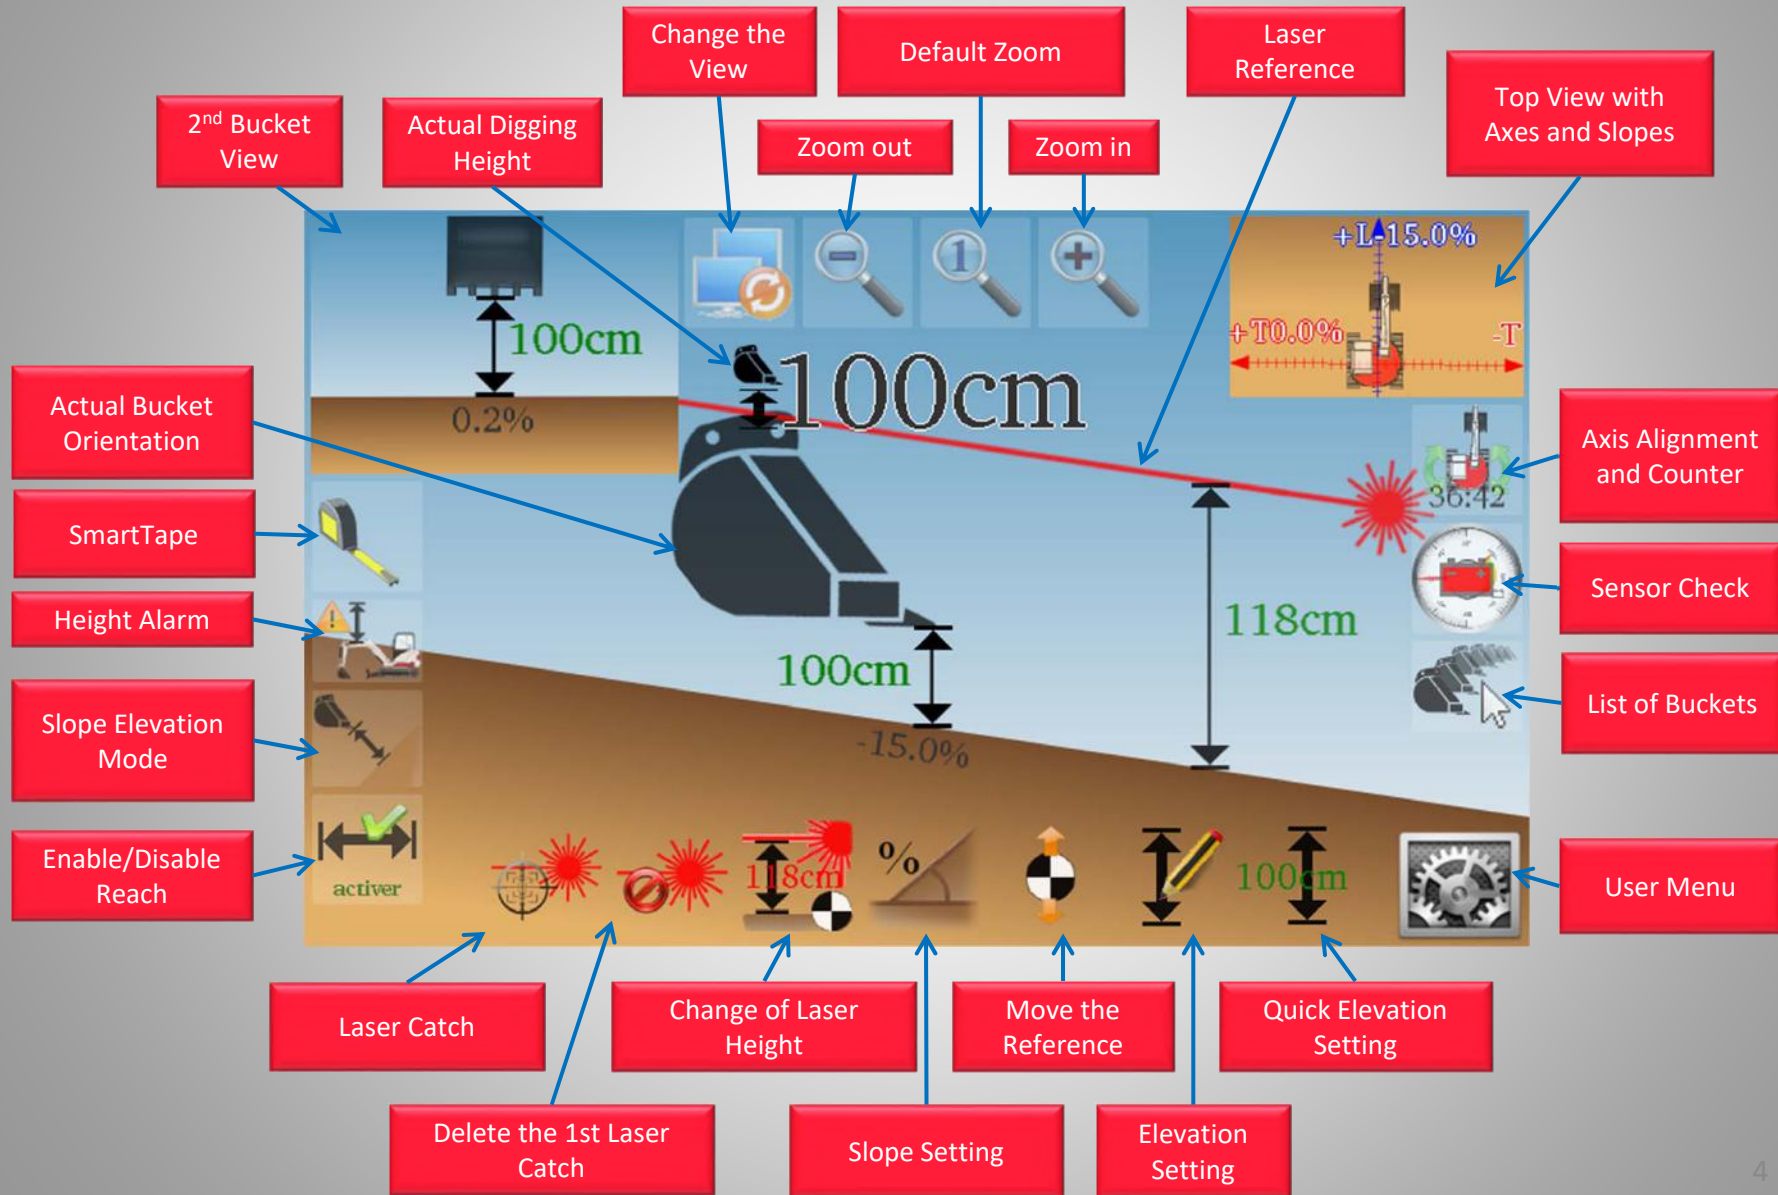 Change the
View
Default Zoom
Laser
Reference
Top View with
Axes and Slopes
2nd Bucket
View
Actual Digging
Height
Zoom out
Zoom in
1
+L-15.0%
+T0.0%
-T
100cm
0.2%
100cm
Actual Bucket
Orientation
Axis Alignment
and Counter
36:42
SmartTape
Sensor Check
Height Alarm
118cm
100cm
-15.0%
List of Buckets
Slope Elevation
Mode
Enable/Disable
Reach
activer
118cm
%
100cm
User Menu
Laser Catch
Change of Laser
Height
Move the
Reference
Quick Elevation
Setting
Delete the 1st Laser
Catch
Slope Setting
Elevation
Setting
4